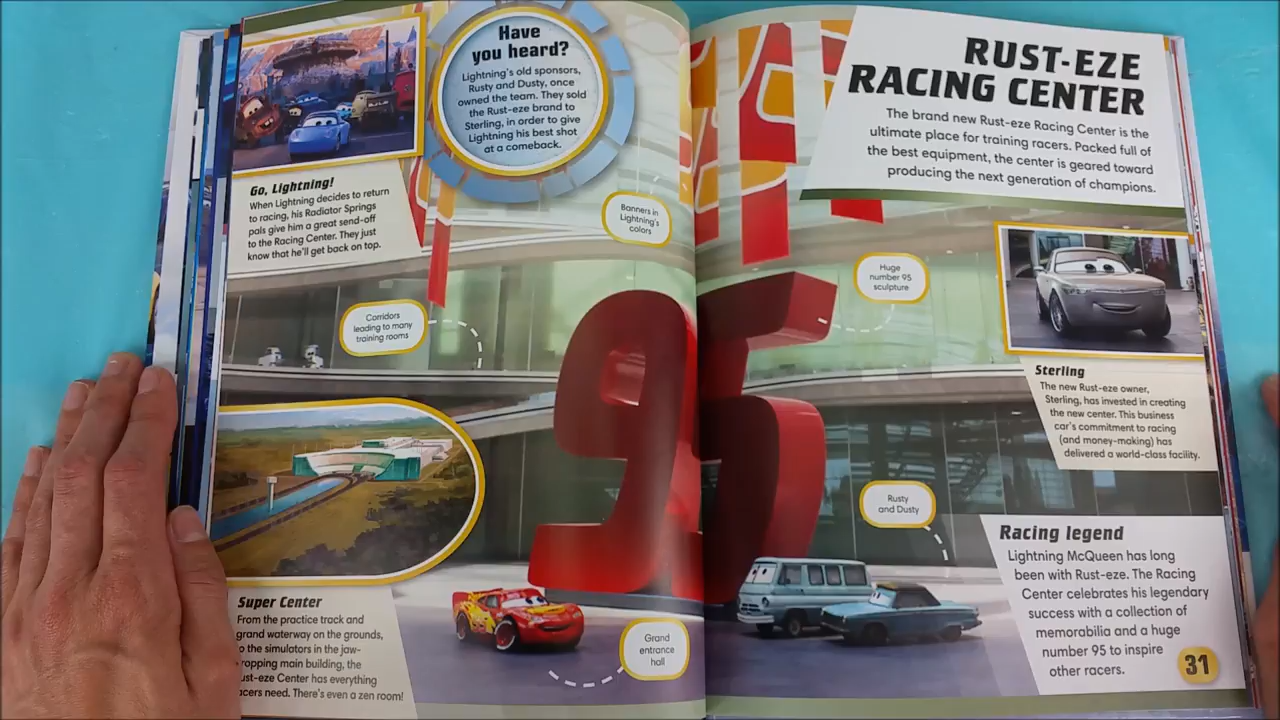 Have
you heard?
Lightning's old sponsors,
Rusty and Dusty, once
owned the team. They sold
the Rust-eze brand to
Sterling, in order to give
Lightning his best shot
at a comeback.
Go, Lightning!
When Lightning decides to return
to racing, his Radiator Springs
pals give him a great send-off
to the Racing Center. They just
know that he'll get back on top.
Banners in
Lightning's
colors
Corridors
leading to many
training rooms
Super Center
From the practice track and
grand waterway on the grounds,
o the simulators in the jaw-
ropping main building, the
ust-eze Center has everything
acers need. There's even a zen room!
Grand
entrance
hall
95
RUST-EZE
RACING CENTER
The brand new Rust-eze Racing Center is the
ultimate place for training racers. Packed full of
the best equipment, the center is geared toward
producing the next generation of champions.
Huge
number 95
sculpture
Sterling
The new Rust-eze owner,
Sterling, has invested in creating
the new center. This business
car's commitment to racing
(and money-making) has
delivered a world-class facility.
Rusty
and Dusty
Racing legend
Lightning McQueen has long
been with Rust-eze. The Racing
Center celebrates his legendary
success with a collection of
memorabilia and a huge
number 95 to inspire
other racers.
31